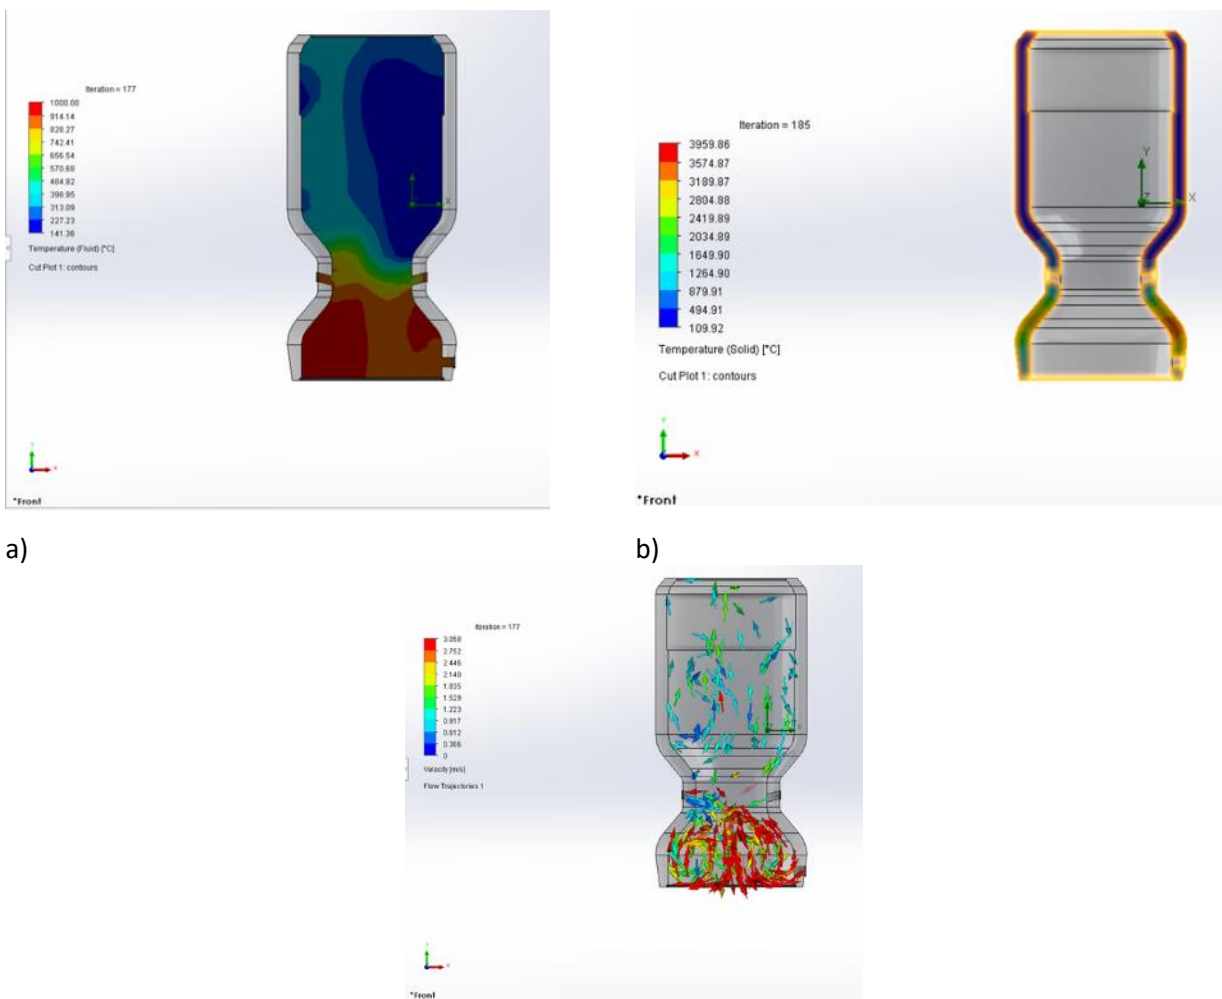 Iteration = 177
1000.00
914.14
828.27
742.41
656.54
570.68
484.82
398.95
313.09
227.23
141.36
Temperature (Fluid) [°C]
Cut Plot 1: contours
X
Y
X
*Front
Iteration = 185
3959.86
3574.87
3189.87
2804.88
2419.89
2034.89
1649.90
1264.90
879.91
494.91
109.92
Temperature (Solid) [°C]
Cut Plot 1: contours
Y
Z
X
Y
X
*Front
a)
b)
Iteration = 177
3.058
2.752
2.446
2.140
1.835
1.529
1.223
0.917
0.612
0.306
0
Velocity [m/s]
Flow Trajectories 1
Y
X
*Front